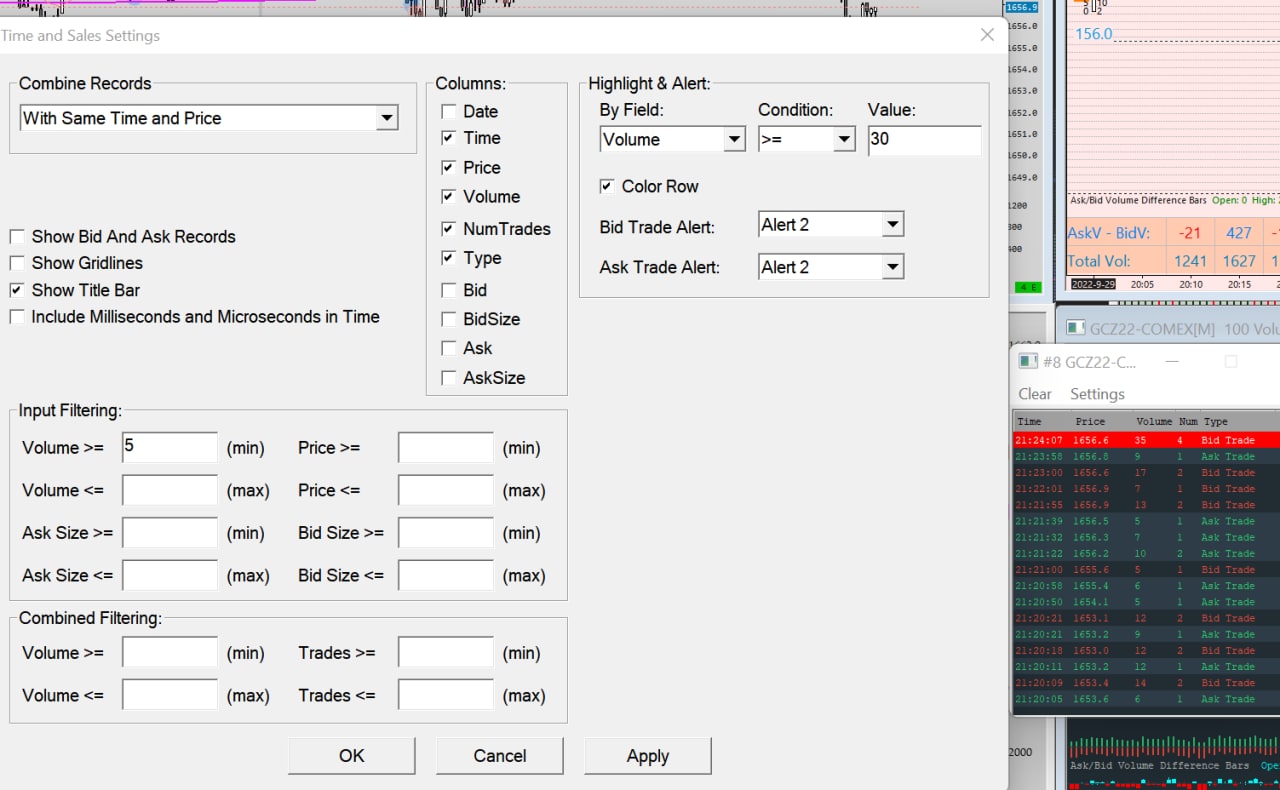 Time and Sales Settings
Combine Records
With Same Time and Price
Show Bid And Ask Records
Show Gridlines
Show Title Bar
Include Milliseconds and Microseconds in Time
Columns:
Date
Time
Price
Volume
NumTrades
Type
Bid
BidSize
Ask
AskSize
Highlight & Alert:
By Field: Condition: Value:
Volume >= 30
Color Row
Bid Trade Alert: Alert 2
Ask Trade Alert: Alert 2
Input Filtering:
Volume >= 5 (min) Price >= (min)
Volume <= (max) Price <= (max)
Ask Size >= (min) Bid Size >= (min)
Ask Size <= (max) Bid Size <= (max)
Combined Filtering:
Volume >= (min) Trades >= (min)
Volume <= (max) Trades <= (max)
OK Cancel Apply
1656.9
1656.0
1655.0
1654.0
1653.0
1652.0
1651.0
1650.0
1649.0
1200
800
400
4 E
2000
156.0
Ask/Bid Volume Difference Bars Open: 0 High:
AskV - BidV: -21 427
Total Vol: 1241 1627
2022-9-29 20:05 20:10 20:15
GCZ22-COMEX[M] 100 Volu
#8 GCZ22-C...
Clear Settings
Time Price Volume Num Type
21:24:07 1656.6 35 4 Bid Trade
21:23:58 1656.8 9 1 Ask Trade
21:23:00 1656.6 17 2 Bid Trade
21:22:01 1656.9 7 1 Bid Trade
21:21:55 1656.9 13 2 Bid Trade
21:21:39 1656.5 5 1 Ask Trade
21:21:32 1656.3 7 1 Ask Trade
21:21:22 1656.2 10 2 Ask Trade
21:21:00 1655.6 5 1 Bid Trade
21:20:58 1655.4 6 1 Ask Trade
21:20:50 1654.1 5 1 Ask Trade
21:20:21 1653.1 12 2 Bid Trade
21:20:21 1653.2 9 1 Ask Trade
21:20:18 1653.0 12 2 Bid Trade
21:20:11 1653.2 12 1 Ask Trade
21:20:09 1653.4 14 2 Bid Trade
21:20:05 1653.6 6 1 Ask Trade
Ask/Bid Volume Difference Bars Ope